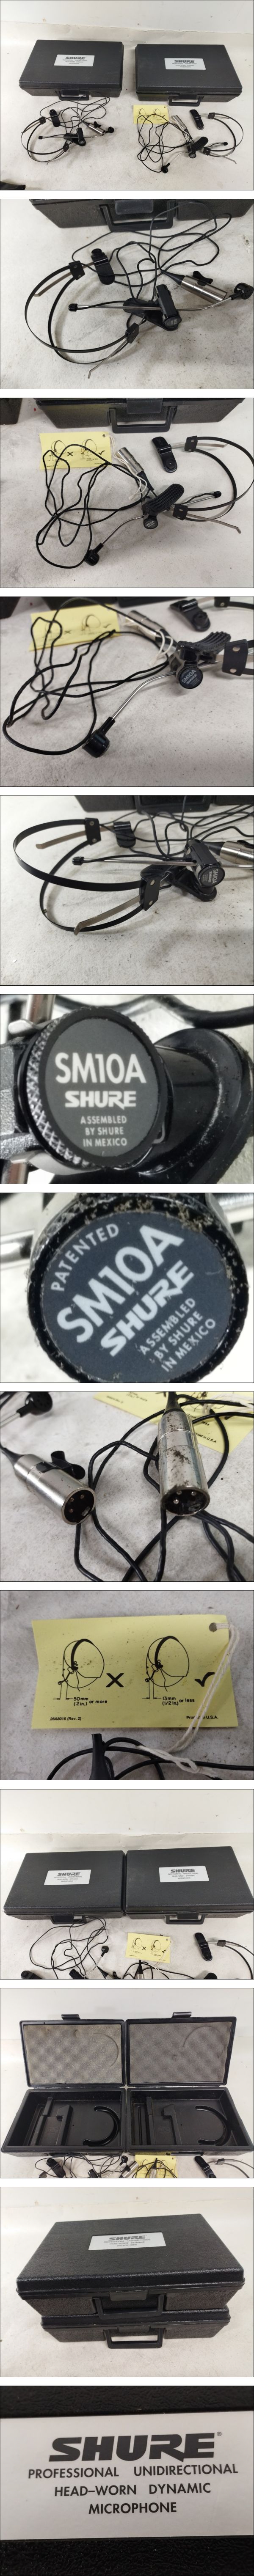 SHURE
SHURE
SM10A
SM10A
SM10A
SHURE
ASSEMBLED
BY SHURE
IN MEXICO
PATENTED
SM10A
SHURE
ASSEMBLED
BY SHURE
IN MEXICO
X ✓
50mm
(2 in.) or more
13mm
(1/2 in) or less
SHURE
SHURE
SHURE
SHURE®
PROFESSIONAL UNIDIRECTIONAL
HEAD–WORN DYNAMIC
MICROPHONE